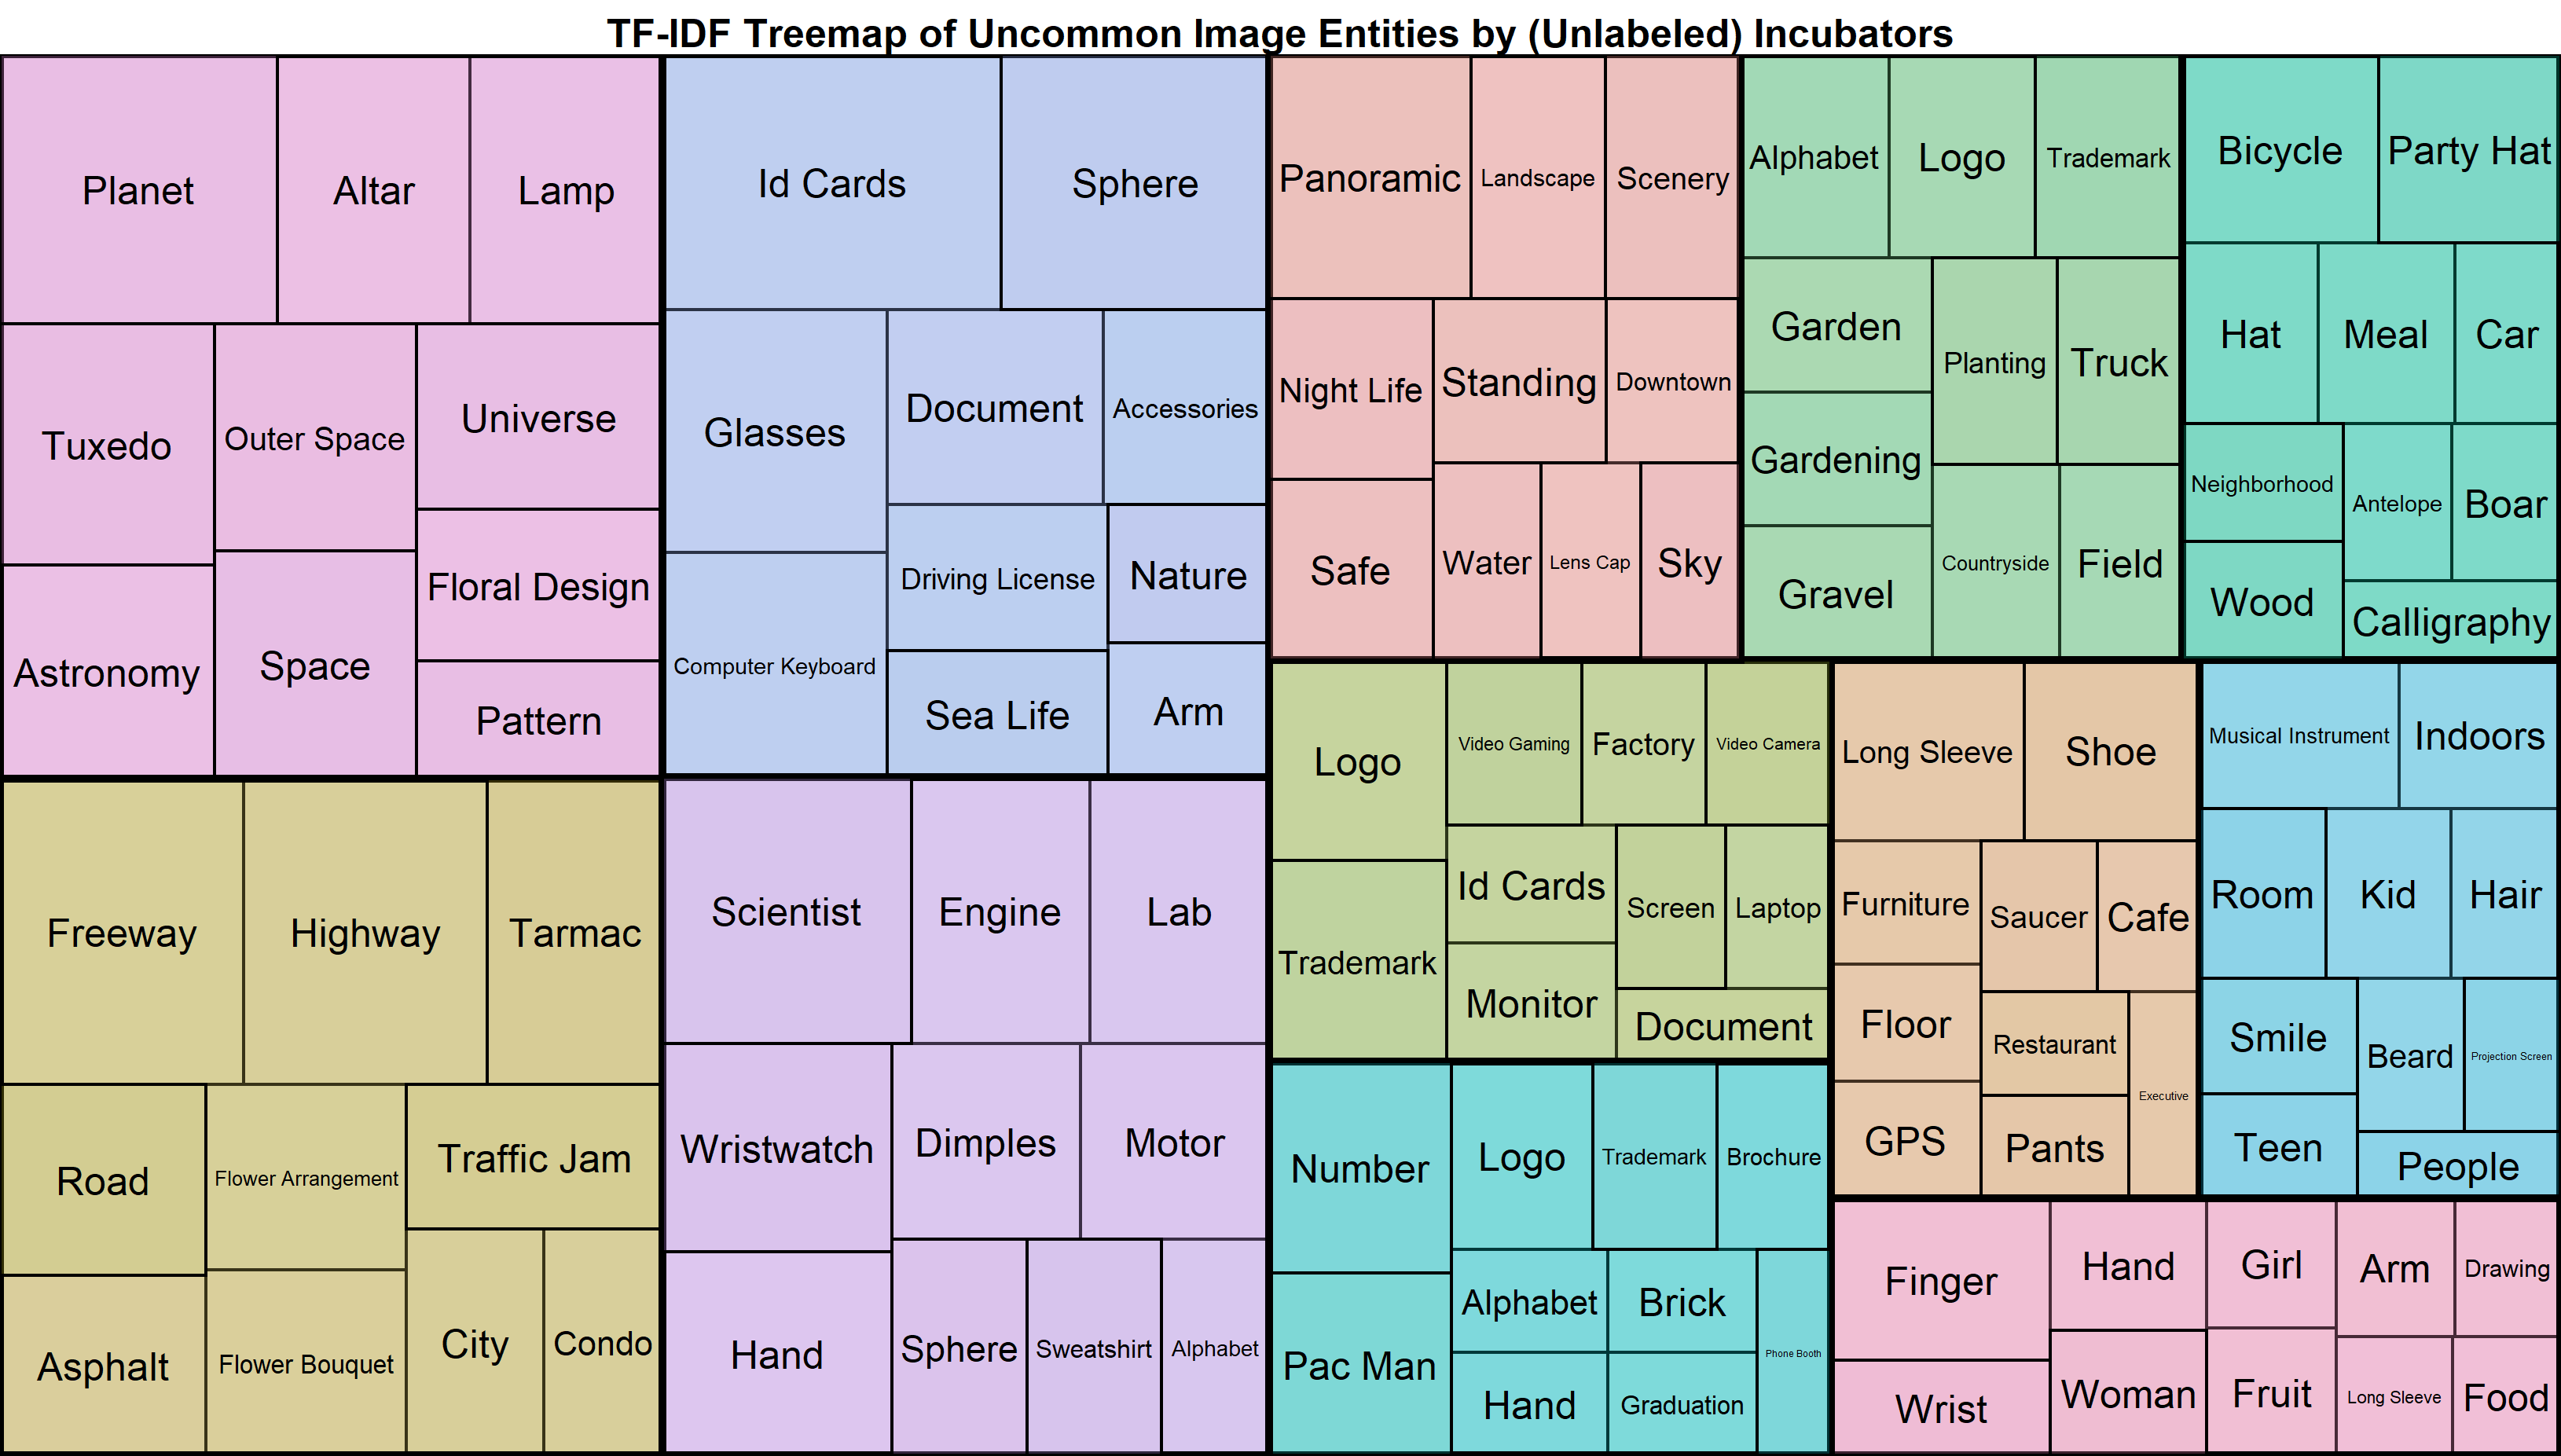 TF-IDF Treemap of Uncommon Image Entities by (Unlabeled) Incubators
Planet
Altar
Lamp
Tuxedo
Outer Space
Universe
Floral Design
Astronomy
Space
Pattern
Id Cards
Sphere
Glasses
Document
Accessories
Driving License
Nature
Computer Keyboard
Sea Life
Arm
Panoramic
Landscape
Scenery
Night Life
Standing
Downtown
Safe
Water
Lens Cap
Sky
Alphabet
Logo
Trademark
Garden
Planting
Truck
Gardening
Gravel
Countryside
Field
Bicycle
Party Hat
Hat
Meal
Car
Neighborhood
Antelope
Boar
Wood
Calligraphy
Freeway
Highway
Tarmac
Road
Flower Arrangement
Traffic Jam
Asphalt
Flower Bouquet
City
Condo
Scientist
Engine
Lab
Wristwatch
Dimples
Motor
Hand
Sphere
Sweatshirt
Alphabet
Logo
Video Gaming
Factory
Video Camera
Trademark
Id Cards
Screen
Laptop
Monitor
Document
Long Sleeve
Shoe
Furniture
Saucer
Cafe
Floor
Restaurant
Executive
GPS
Pants
Musical Instrument
Indoors
Room
Kid
Hair
Smile
Beard
Projection Screen
Teen
People
Number
Logo
Trademark
Brochure
Pac Man
Alphabet
Brick
Phone Booth
Hand
Graduation
Finger
Hand
Girl
Arm
Drawing
Wrist
Woman
Fruit
Long Sleeve
Food